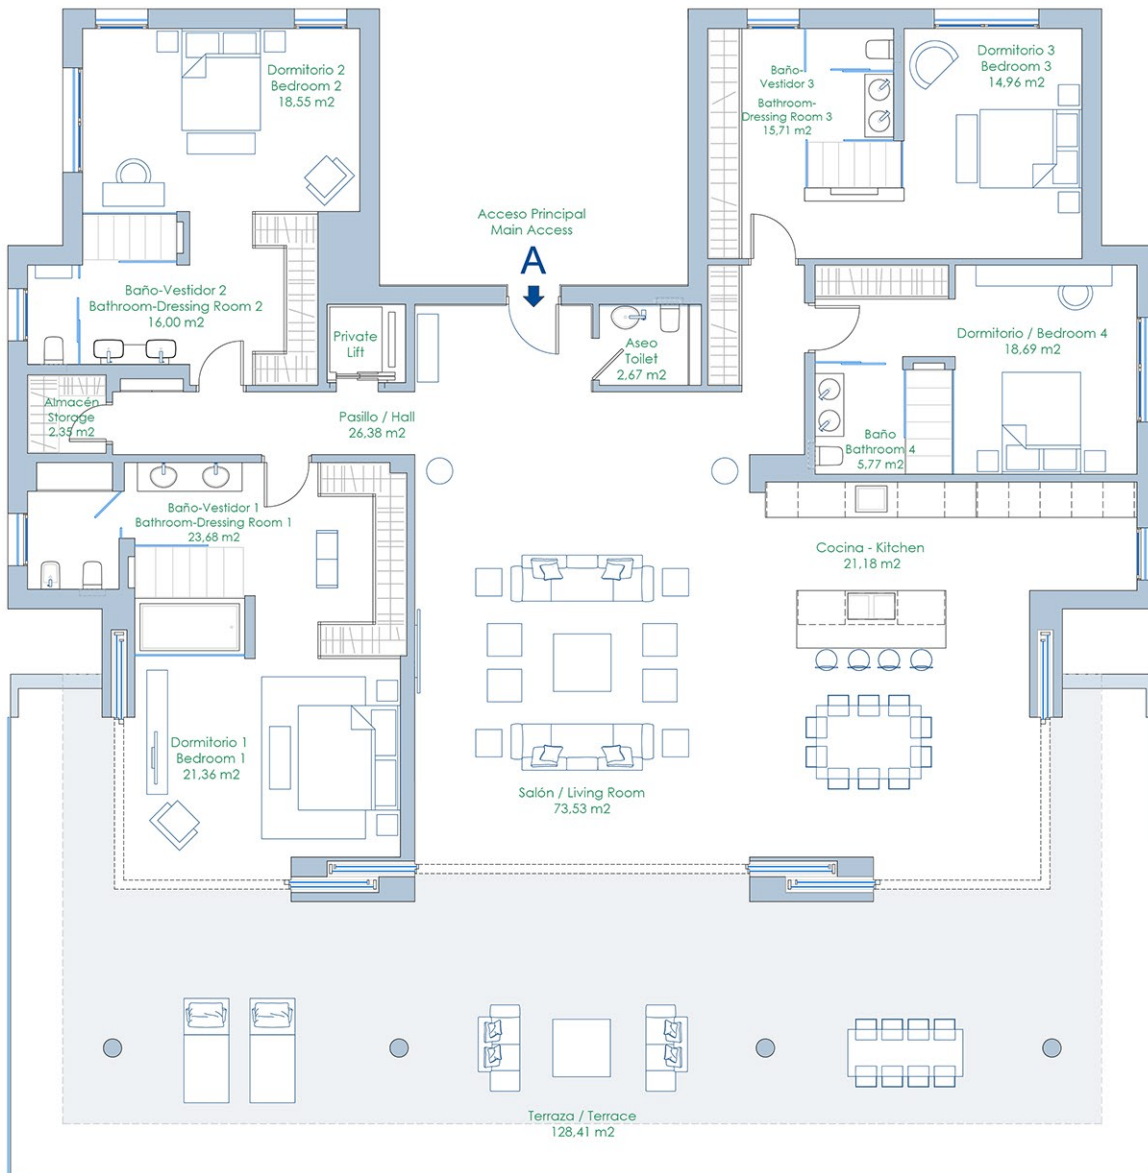 Dormitorio 2
Bedroom 2
18,55 m2
Baño-
Vestidor 3
Bathroom-
Dressing Room 3
15,71 m2
Dormitorio 3
Bedroom 3
14,96 m2
Acceso Principal
Main Access
A
Baño-Vestidor 2
Bathroom-Dressing Room 2
16,00 m2
Private
Lift
Aseo
Toilet
2,67 m2
Dormitorio / Bedroom 4
18,69 m2
Almacén
Storage
2,35 m2
Pasillo / Hall
26,38 m2
Baño
Bathroom 4
5,77 m2
Baño-Vestidor 1
Bathroom-Dressing Room 1
23,68 m2
Cocina - Kitchen
21,18 m2
Dormitorio 1
Bedroom 1
21,36 m2
Salón / Living Room
73,53 m2
Terraza / Terrace
128,41 m2